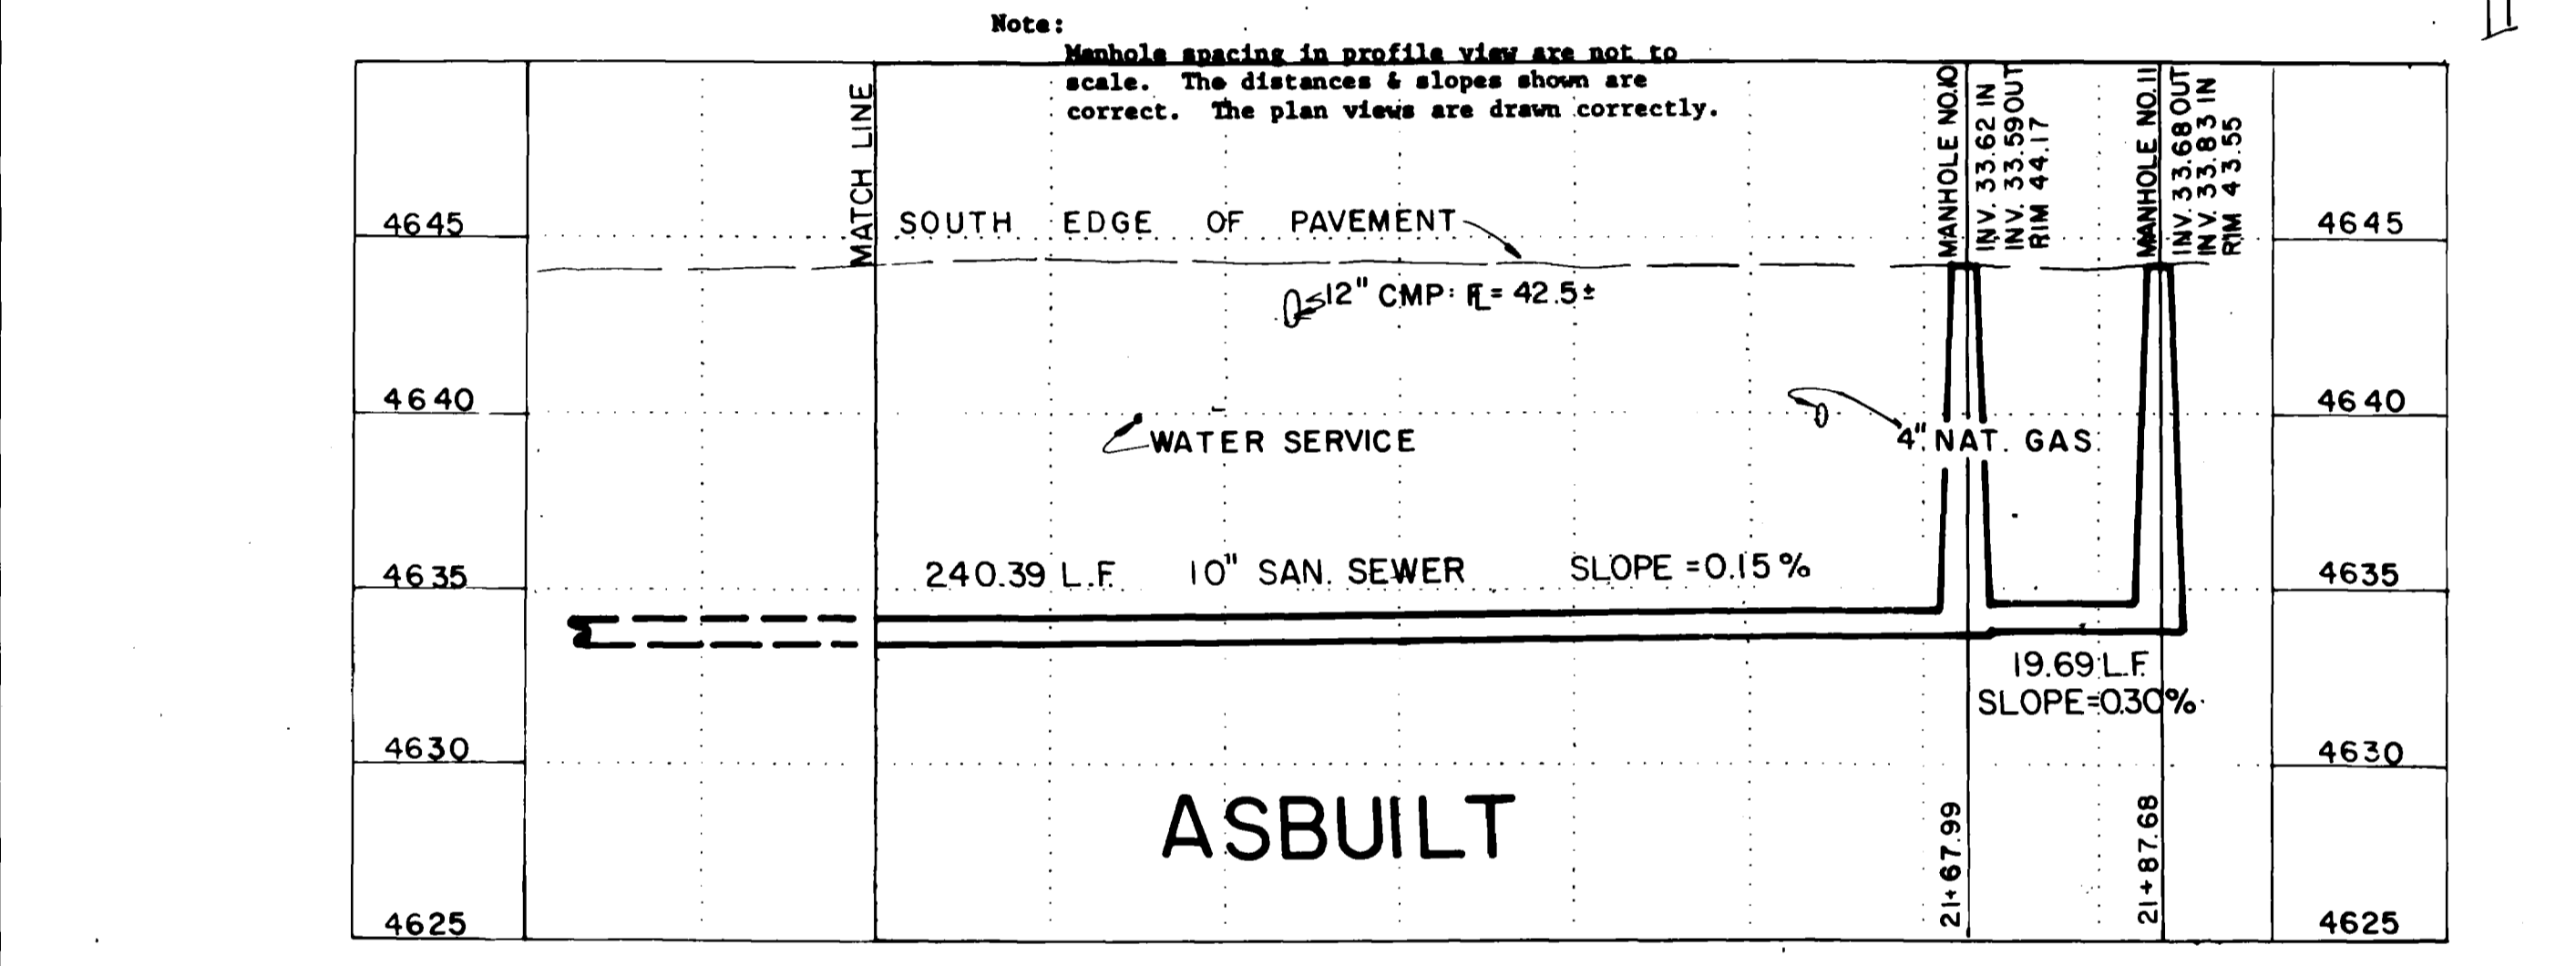 Note:
Manhole spacing in profile view are not to
scale. The distances & slopes shown are
correct. The plan views are drawn correctly.
MATCH LINE
MANHOLE NO.10
INV. 33.62 IN
INV. 33.59 OUT
RIM 44.17
MANHOLE NO.11
INV. 33.68 OUT
INV. 33.83 IN
RIM 43.55
4645
SOUTH EDGE OF PAVEMENT
4645
12" CMP: FL = 42.5±
4640
4640
WATER SERVICE
4" NAT. GAS
4635
240.39 L.F. 10" SAN. SEWER SLOPE = 0.15%
4635
19.69 L.F.
SLOPE=0.30%
4630
4630
ASBUILT
21+67.99
21+87.68
4625
4625